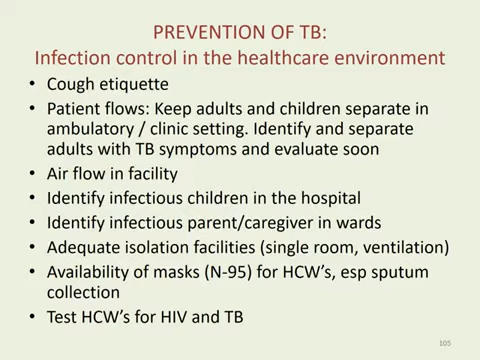 PREVENTION OF TB:
Infection control in the healthcare environment
• Cough etiquette
• Patient flows: Keep adults and children separate in
ambulatory / clinic setting. Identify and separate
adults with TB symptoms and evaluate soon
• Air flow in facility
• Identify infectious children in the hospital
• Identify infectious parent/caregiver in wards
• Adequate isolation facilities (single room, ventilation)
• Availability of masks (N-95) for HCW’s, esp sputum
collection
• Test HCW’s for HIV and TB
105